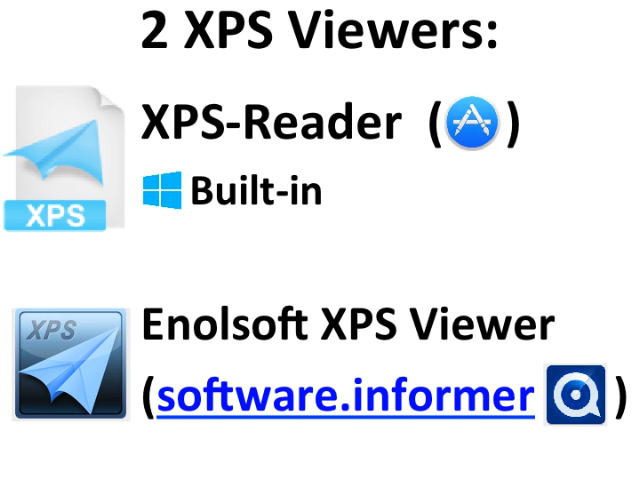 2 XPS Viewers:
XPS-Reader ( )
XPS
Built-in
XPS
Enolsoft XPS Viewer
(software.informer )